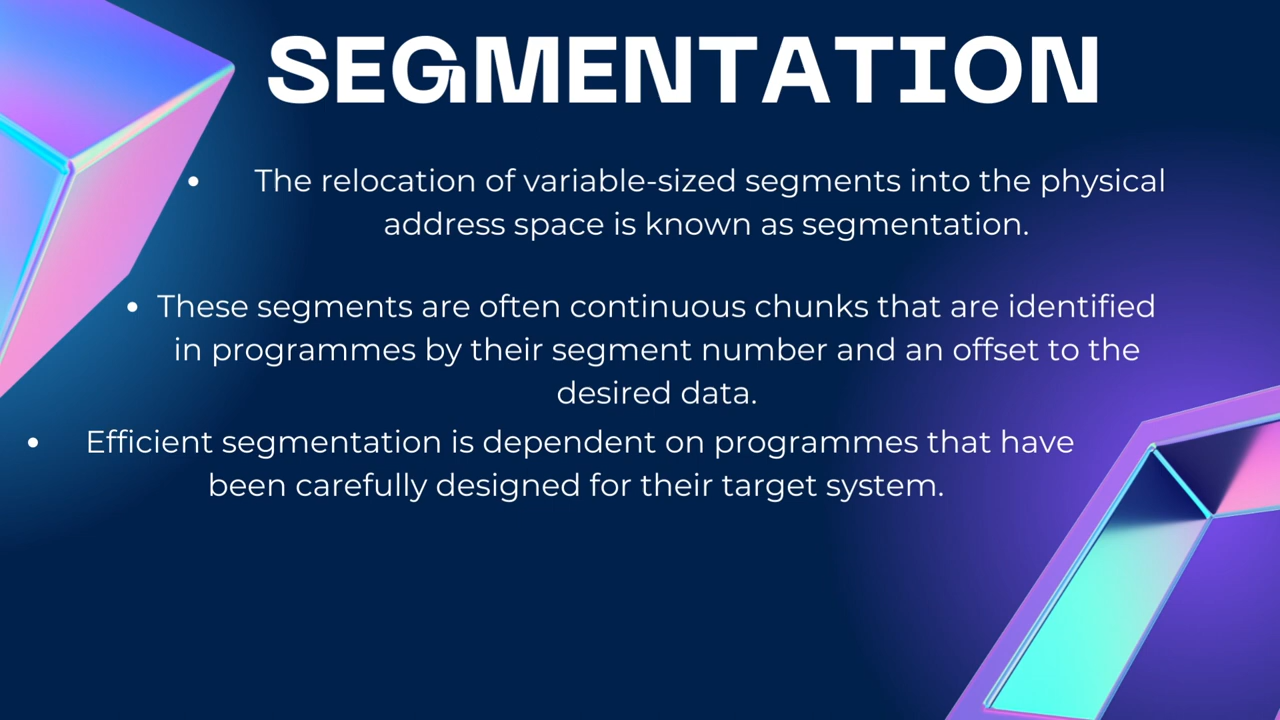 SEGMENTATION
• The relocation of variable-sized segments into the physical
address space is known as segmentation.
• These segments are often continuous chunks that are identified
in programmes by their segment number and an offset to the
desired data.
• Efficient segmentation is dependent on programmes that have
been carefully designed for their target system.